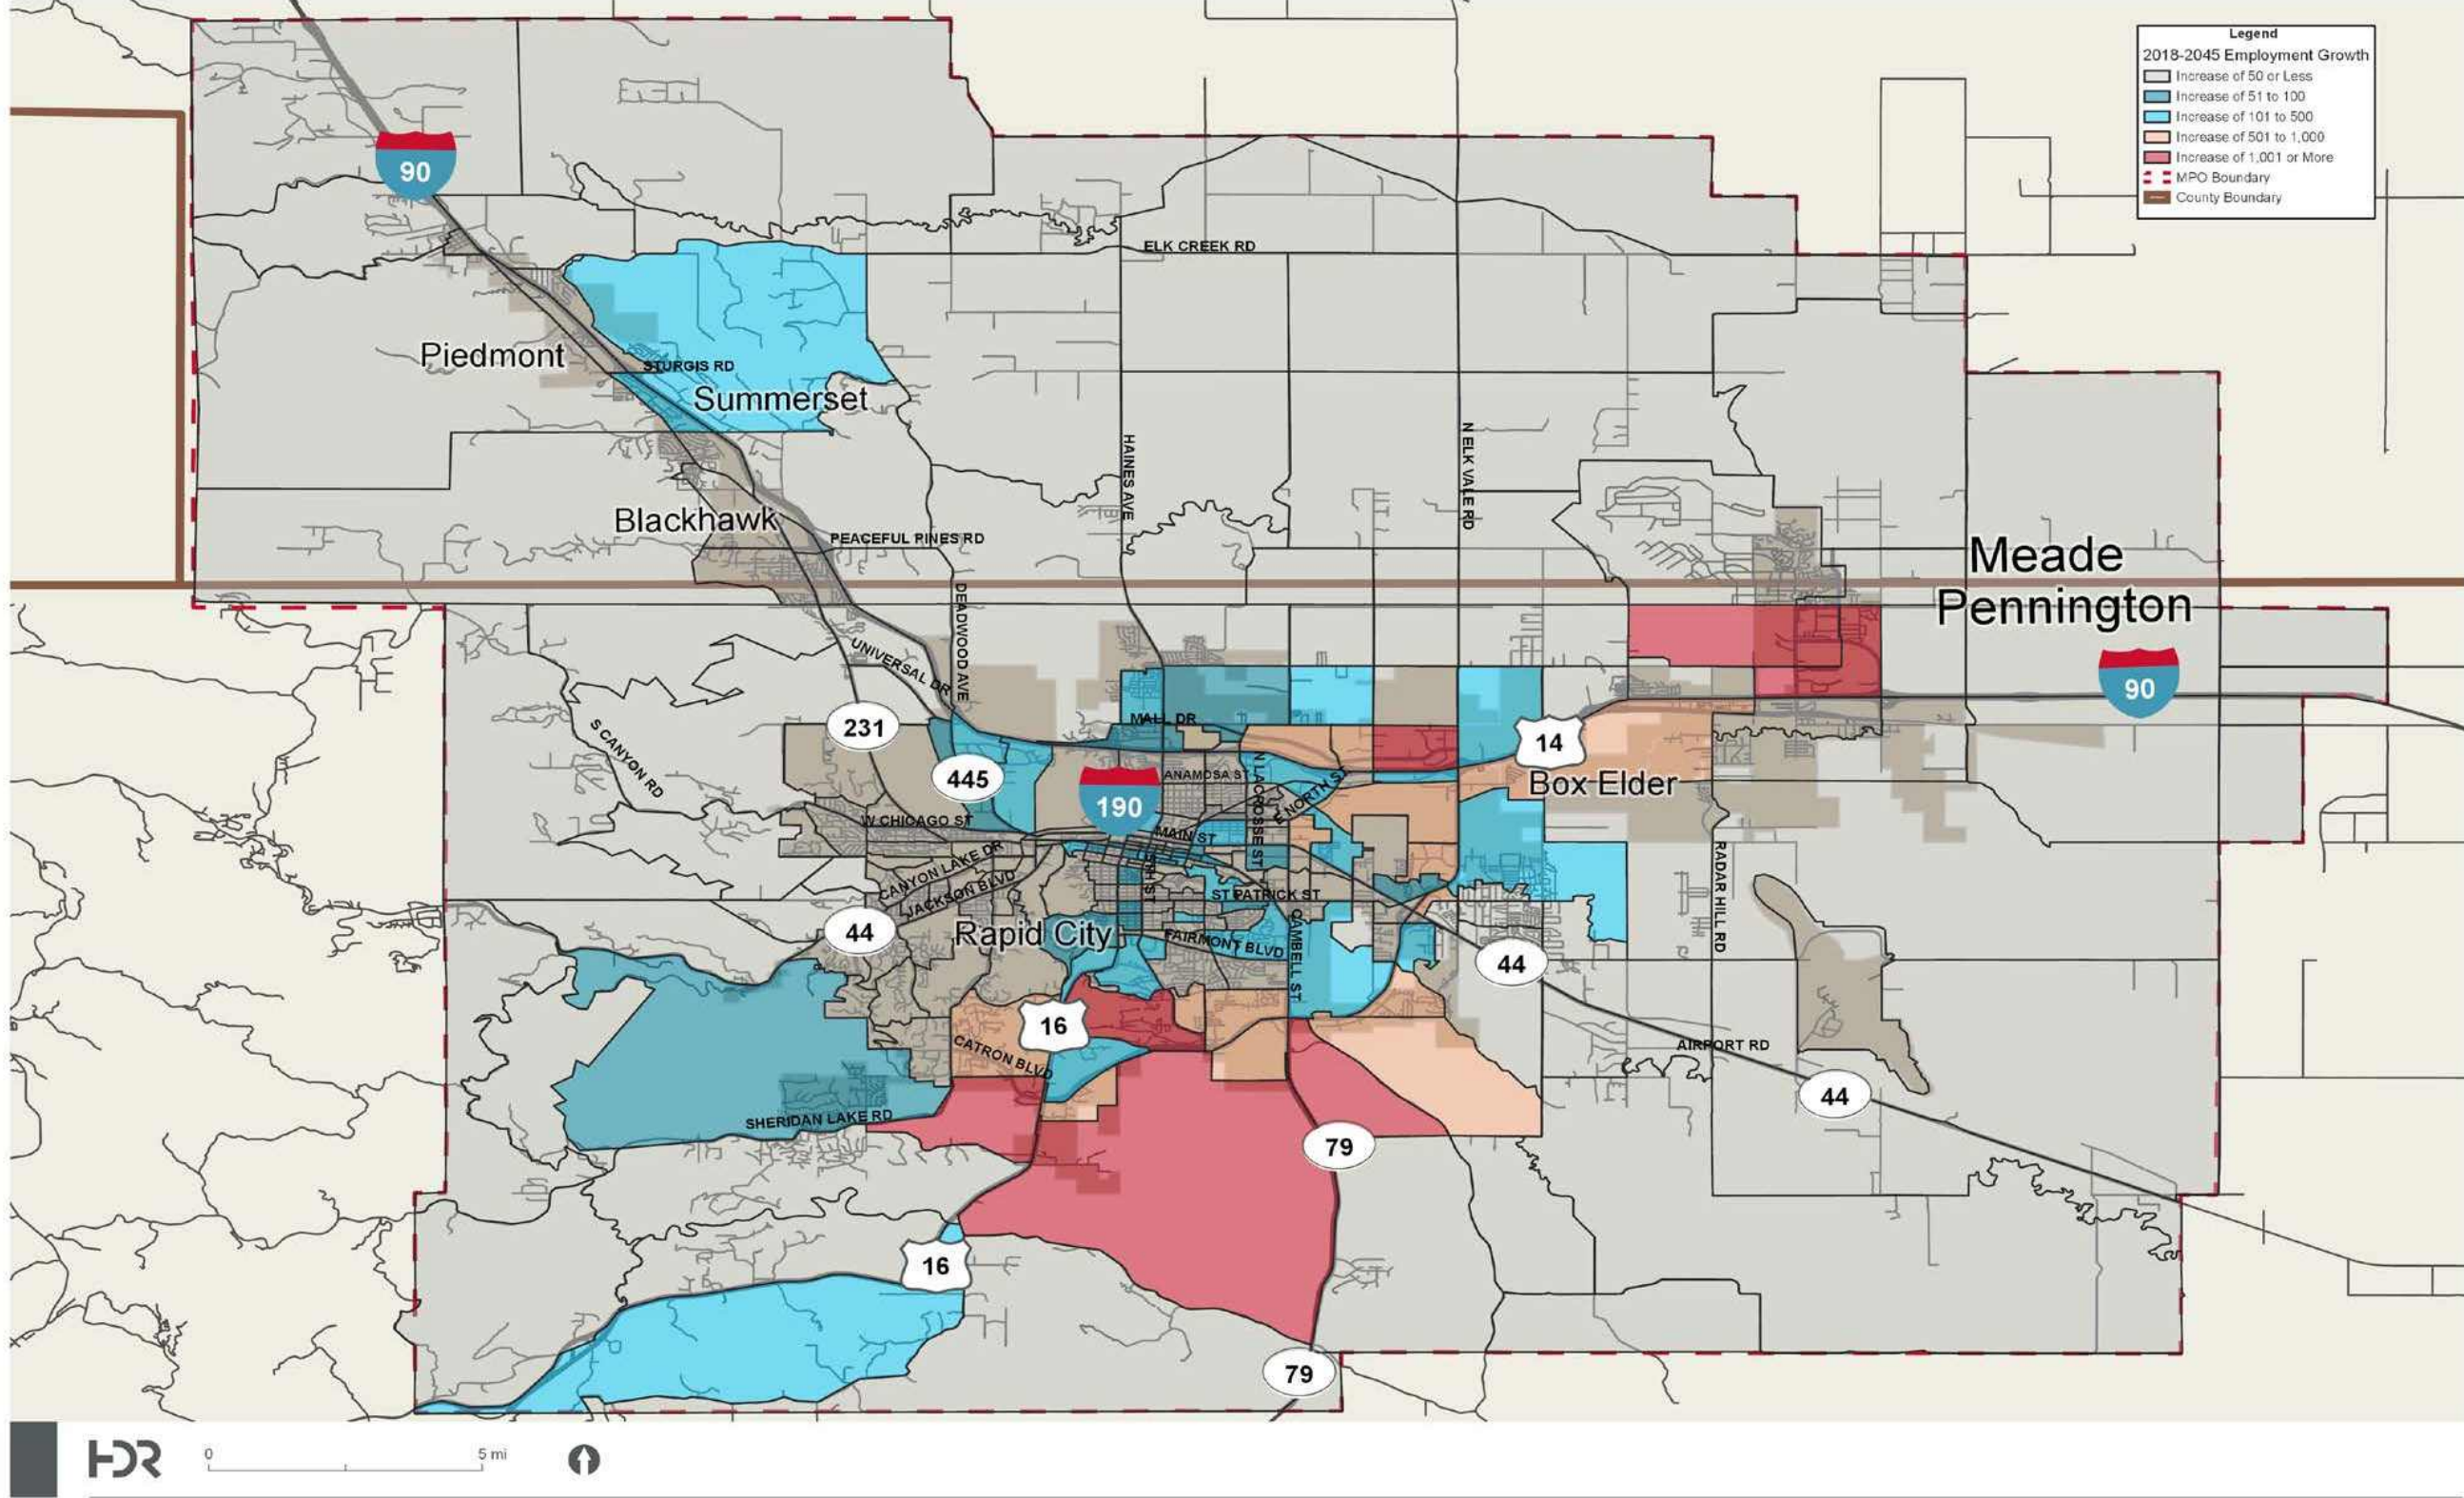 Legend
2018-2045 Employment Growth
Increase of 50 or Less
Increase of 51 to 100
Increase of 101 to 500
Increase of 501 to 1,000
Increase of 1,001 or More
MPO Boundary
County Boundary
90
ELK CREEK RD
Piedmont
STURGIS RD
Summerset
HAINES AVE
N ELK VALE RD
Blackhawk
PEACEFUL PINES RD
Meade
Pennington
DEADWOOD AVE
UNIVERSAL DR
90
S CANYON RD
231
MALL DR
14
445
190
ANAMOSA ST
N LACROSSE ST
E NORTH ST
Box Elder
W CHICAGO ST
MAIN ST
CANYON LAKE DR
JACKSON BLVD
5TH ST
ST PATRICK ST
RADAR HILL RD
44
Rapid City
FAIRMONT BLVD
CAMBELL ST
44
16
CATRON BLVD
AIRPORT RD
44
SHERIDAN LAKE RD
79
16
79
HDR
0
5 mi